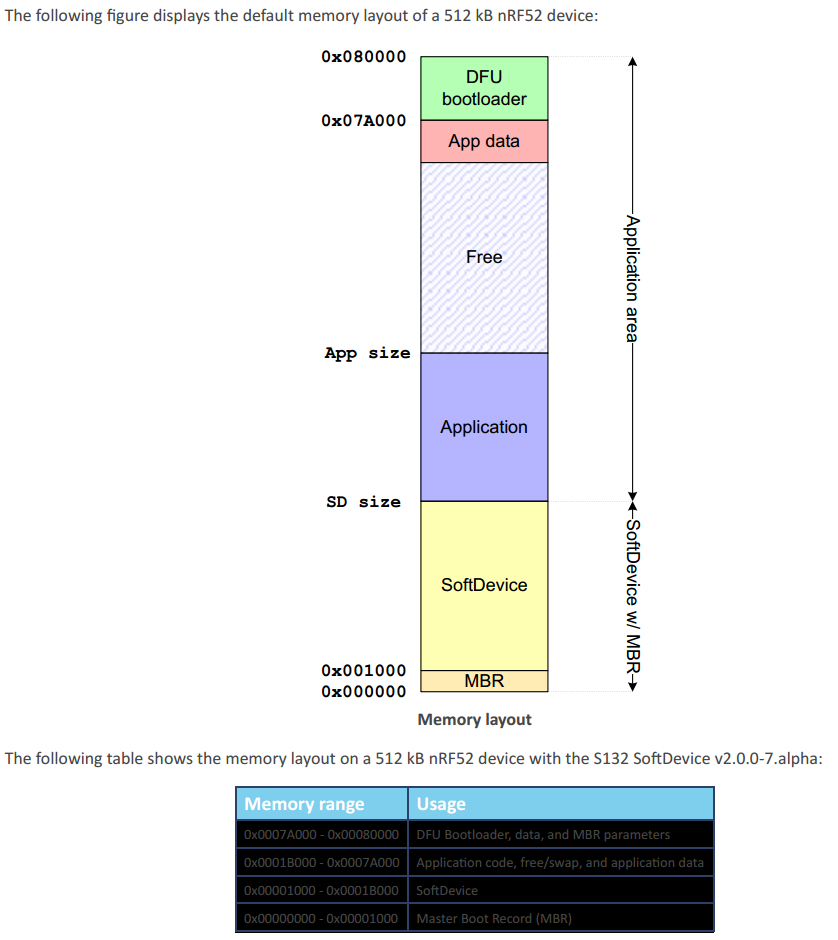 The following figure displays the default memory layout of a 512 kB nRF52 device:
0x080000
DFU
bootloader
0x07A000
App data
Free
Application area
App size
Application
SD size
SoftDevice
SoftDevice w/ MBR
0x001000
MBR
0x000000
Memory layout
The following table shows the memory layout on a 512 kB nRF52 device with the S132 SoftDevice v2.0.0-7.alpha:
Memory range Usage
0x0007A000 - 0x00080000 DFU Bootloader, data, and MBR parameters
0x0001B000 - 0x0007A000 Application code, free/swap, and application data
0x00001000 - 0x0001B000 SoftDevice
0x00000000 - 0x00001000 Master Boot Record (MBR)